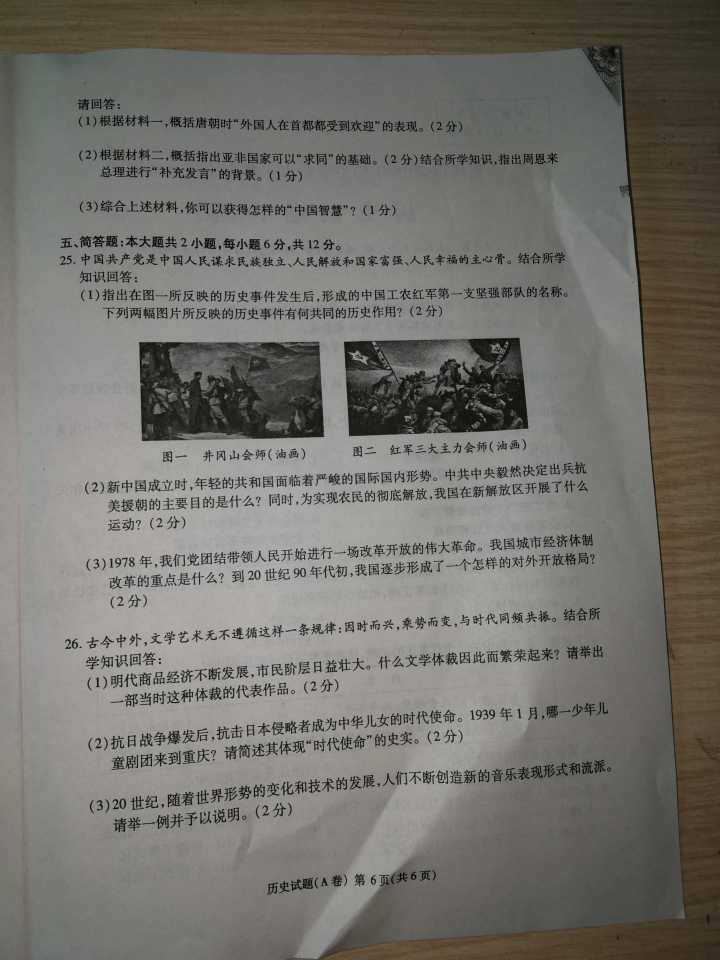 请回答:
(1)根据材料一,概括唐朝时“外国人在首都都受到欢迎”的表现。(2分)
(2)根据材料二,概括指出亚非国家可以“求同”的基础。(2分)结合所学知识,指出周恩来
总理进行“补充发言”的背景。(1分)
(3)综合上述材料,你可以获得怎样的“中国智慧”? (1分)
五、简答题:本大题共2小题,每小题6分,共12分。
25. 中国共产党是中国人民谋求民族独立、人民解放和国家富强、人民幸福的主心骨。结合所学
知识回答:
(1)指出在图一所反映的历史事件发生后,形成的中国工农红军第一支坚强部队的名称。
下列两幅图片所反映的历史事件有何共同的历史作用? (2分)
图一 井冈山会师(油画)
图二 红军三大主力会师(油画)
(2)新中国成立时,年轻的共和国面临着严峻的国际国内形势。中共中央毅然决定出兵抗
美援朝的主要目的是什么? 同时,为实现农民的彻底解放,我国在新解放区开展了什么
运动? (2分)
(3)1978年,我们党团结带领人民开始进行一场改革开放的伟大革命。我国城市经济体制
改革的重点是什么? 到20世纪90年代初,我国逐步形成了一个怎样的对外开放格局?
(2分)
26. 古今中外,文学艺术无不遵循这样一条规律:因时而兴,乘势而变,与时代同频共振。结合所
学知识回答:
(1)明代商品经济不断发展,市民阶层日益壮大。什么文学体裁因此而繁荣起来? 请举出
一部当时这种体裁的代表作品。(2分)
(2)抗日战争爆发后,抗击日本侵略者成为中华儿女的时代使命。1939年1月,哪一少年儿
童剧团来到重庆? 请简述其体现“时代使命”的史实。(2分)
(3)20世纪,随着世界形势的变化和技术的发展,人们不断创造新的音乐表现形式和流派。
请举一例并予以说明。(2分)
历史试题(A卷) 第6页(共6页)